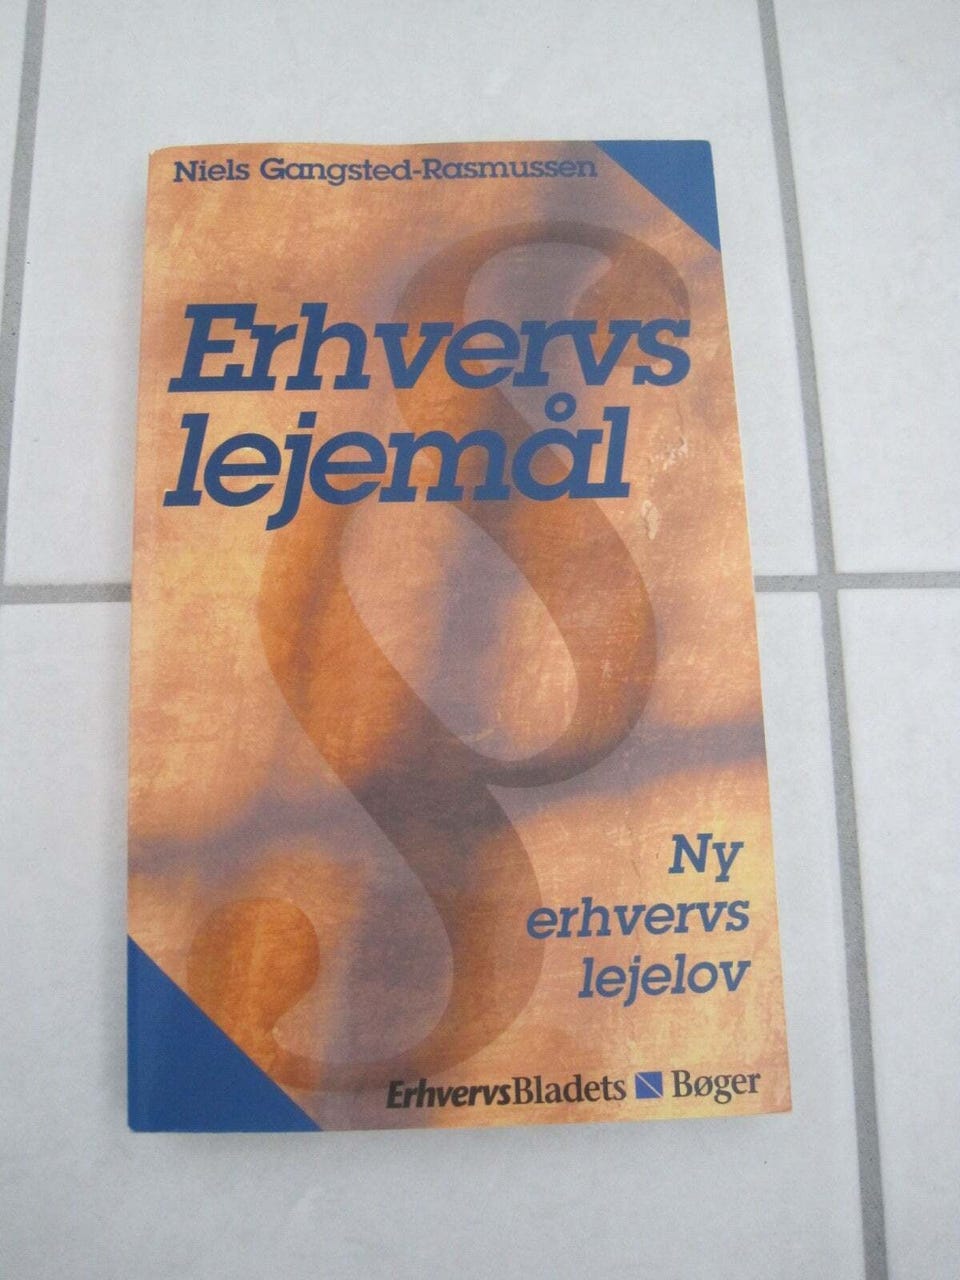 Niels Gangsted-Rasmussen
Erhvervs
lejemål
Ny
erhvervs
lejelov
ErhvervsBladets Bøger